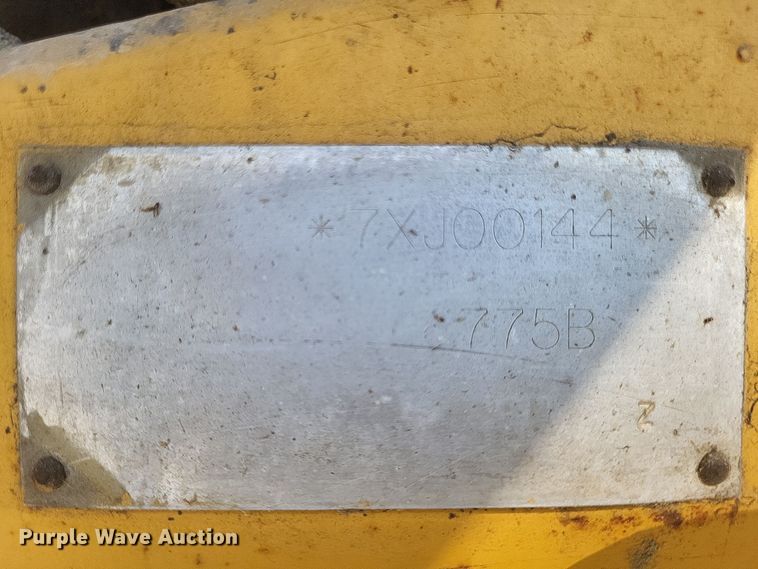 *7XJ00144*
775B
Z
Purple Wave Auction